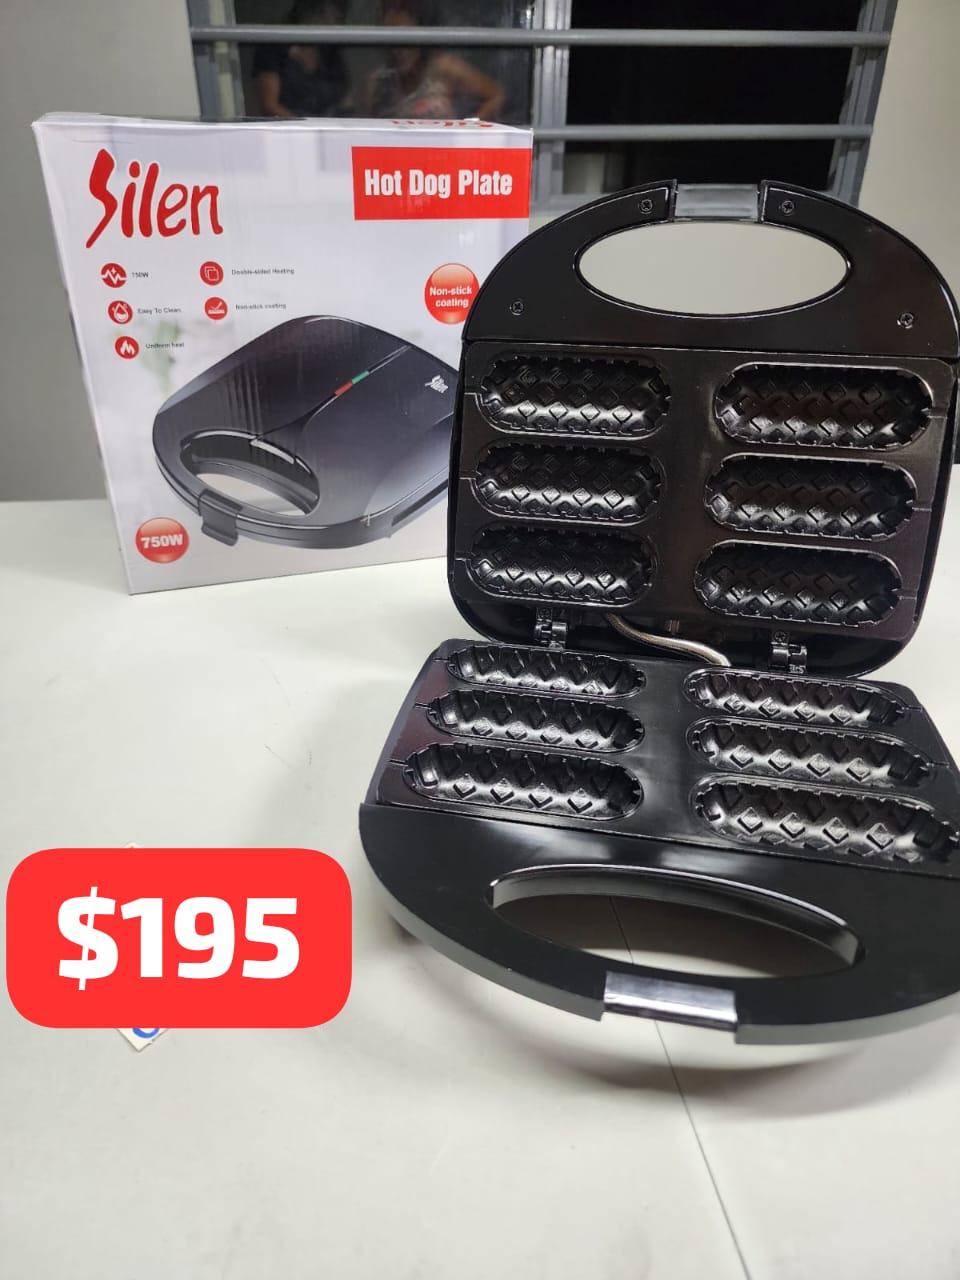 Silen
Hot Dog Plate
750W
Double-sided Heating
Easy To Clean
Non-stick coating
Uniform heat
Non-stick
coating
Silen
750W
$195